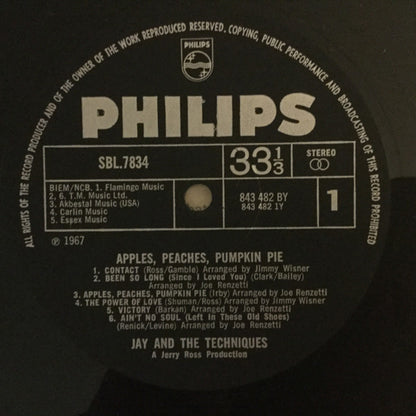 ALL RIGHTS OF THE RECORD PRODUCER AND OF THE OWNER OF THE WORK REPRODUCED RESERVED. COPYING, PUBLIC PERFORMANCE AND BROADCASTING OF THIS RECORD PROHIBITED.
PHILIPS
PHILIPS
SBL.7834
33⅓
STEREO
BIEM/NCB. 1. Flamingo Music
2, 6. T.M. Music Ltd.
3. Akbestal Music (USA)
4. Carlin Music
5. Essex Music
843 482 BY
843 482 1Y
1
℗ 1967
APPLES, PEACHES, PUMPKIN PIE
1. CONTACT (Ross/Gamble) Arranged by Jimmy Wisner
2. BEEN SO LONG (Since I Loved You) (Clark/Bailey)
Arranged by Joe Renzetti
3. APPLES, PEACHES, PUMPKIN PIE (Irby) Arranged by Joe Renzetti
4. THE POWER OF LOVE (Shuman/Ross) Arranged by Jimmy Wisner
5. VICTORY (Barkan) Arranged by Joe Renzetti
6. AIN'T NO SOUL (Left In These Old Shoes)
(Renick/Levine) Arranged by Joe Renzetti
JAY AND THE TECHNIQUES
A Jerry Ross Production